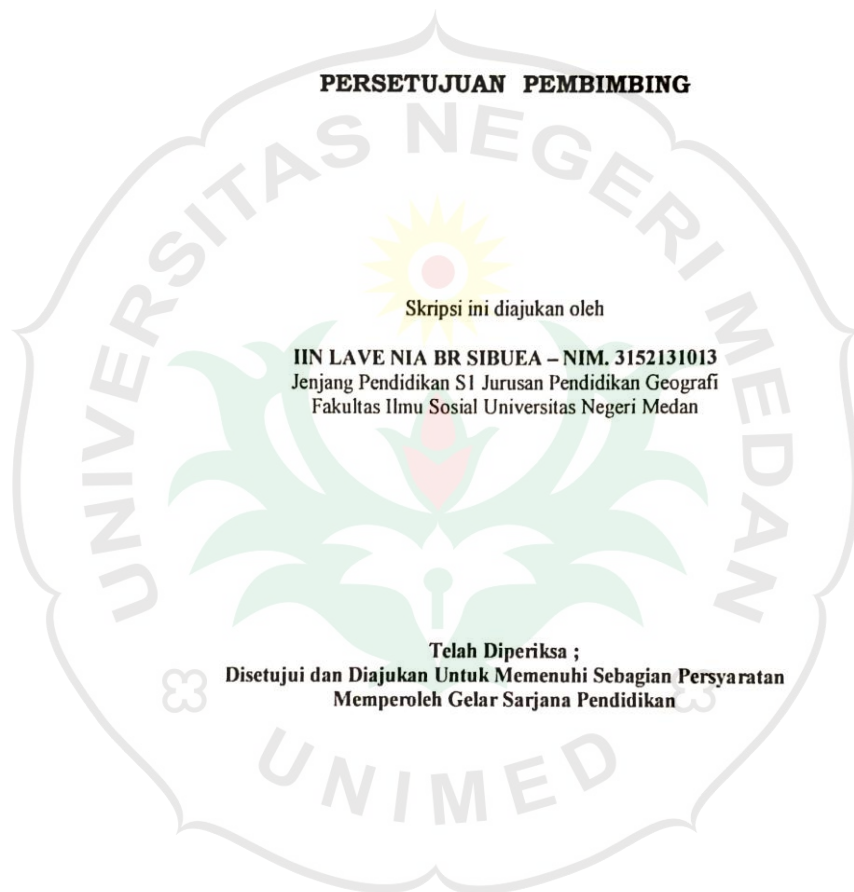 PERSETUJUAN PEMBIMBING
UNIVERSITAS NEGERI MEDAN
Skripsi ini diajukan oleh
IIN LAVE NIA BR SIBUEA – NIM. 3152131013
Jenjang Pendidikan S1 Jurusan Pendidikan Geografi
Fakultas Ilmu Sosial Universitas Negeri Medan
Telah Diperiksa ;
Disetujui dan Diajukan Untuk Memenuhi Sebagian Persyaratan
Memperoleh Gelar Sarjana Pendidikan
UNIMED